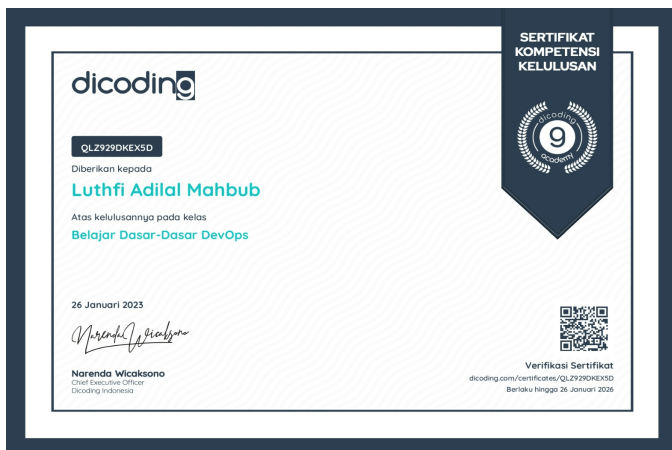 SERTIFIKAT
KOMPETENSI
KELULUSAN
dicoding
dicoding
academy
QLZ929DKEX5D
Diberikan kepada
Luthfi Adilal Mahbub
Atas kelulusannya pada kelas
Belajar Dasar-Dasar DevOps
26 Januari 2023
Narenda Wicaksono
Narenda Wicaksono
Chief Executive Officer
Dicoding Indonesia
Verifikasi Sertifikat
dicoding.com/certificates/QLZ929DKEX5D
Berlaku hingga 26 Januari 2026